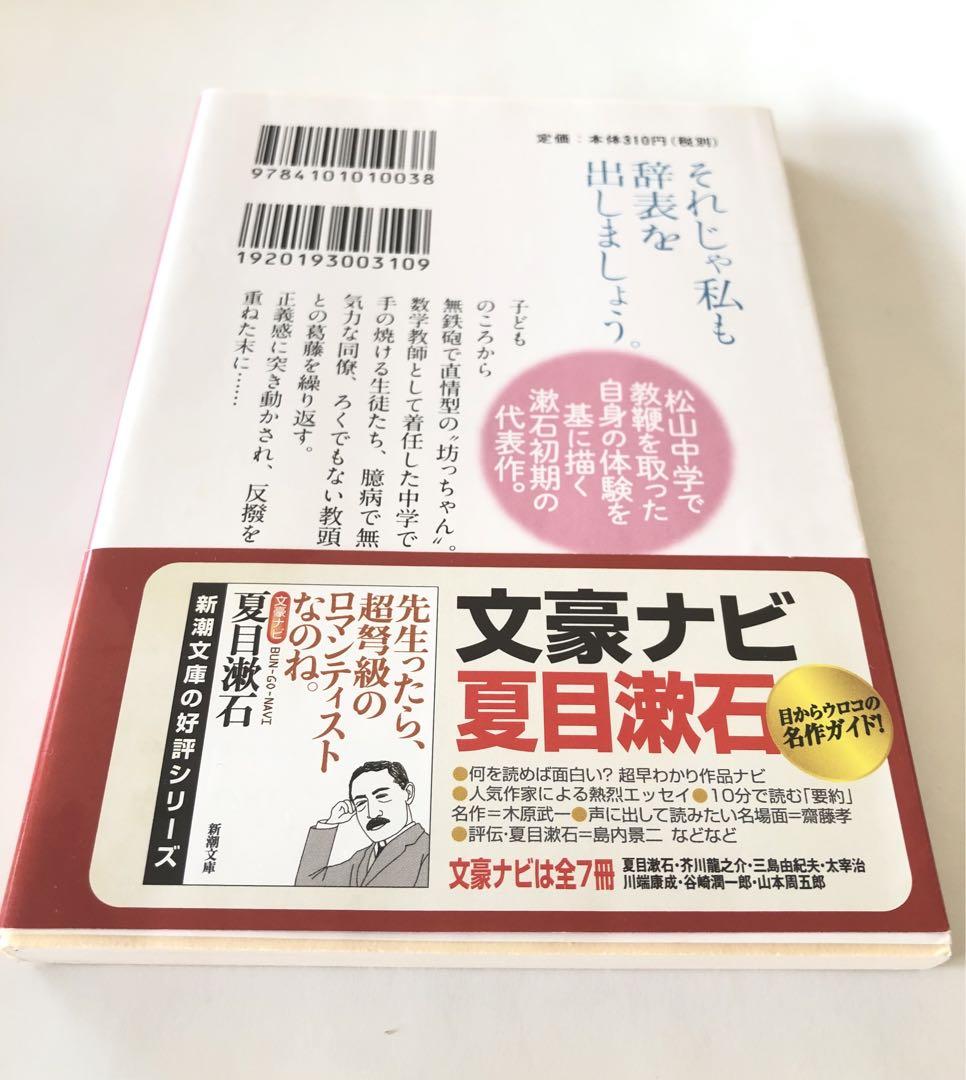 9784101010038
1920193003109
定価：本体310円(税別)
それじゃ私も
辞表を
出しましょう。
松山中学で
教鞭を取った
自身の体験を
基に描く
漱石初期の
代表作。
子ども
のころから
無鉄砲で直情型の〝坊っちゃん〟。
数学教師として着任した中学で
手の焼ける生徒たち、臆病で無
気力な同僚、ろくでもない教頭
との葛藤を繰り返す。
正義感に突き動かされ、反撥を
重ねた末に……
文豪ナビ
夏目漱石
目からウロコの
名作ガイド!
●何を読めば面白い? 超早わかり作品ナビ
●人気作家による熱烈エッセイ●10分で読む「要約」
名作＝木原武一●声に出して読みたい名場面＝齋藤孝
●評伝・夏目漱石＝島内景二 などなど
文豪ナビは全7冊
夏目漱石・芥川龍之介・三島由紀夫・太宰治
川端康成・谷崎潤一郎・山本周五郎
先生ったら、
超弩級の
ロマンティスト
なのね。
文豪ナビ
BUN-GO-NAVI
夏目漱石
新潮文庫
新潮文庫の好評シリーズ